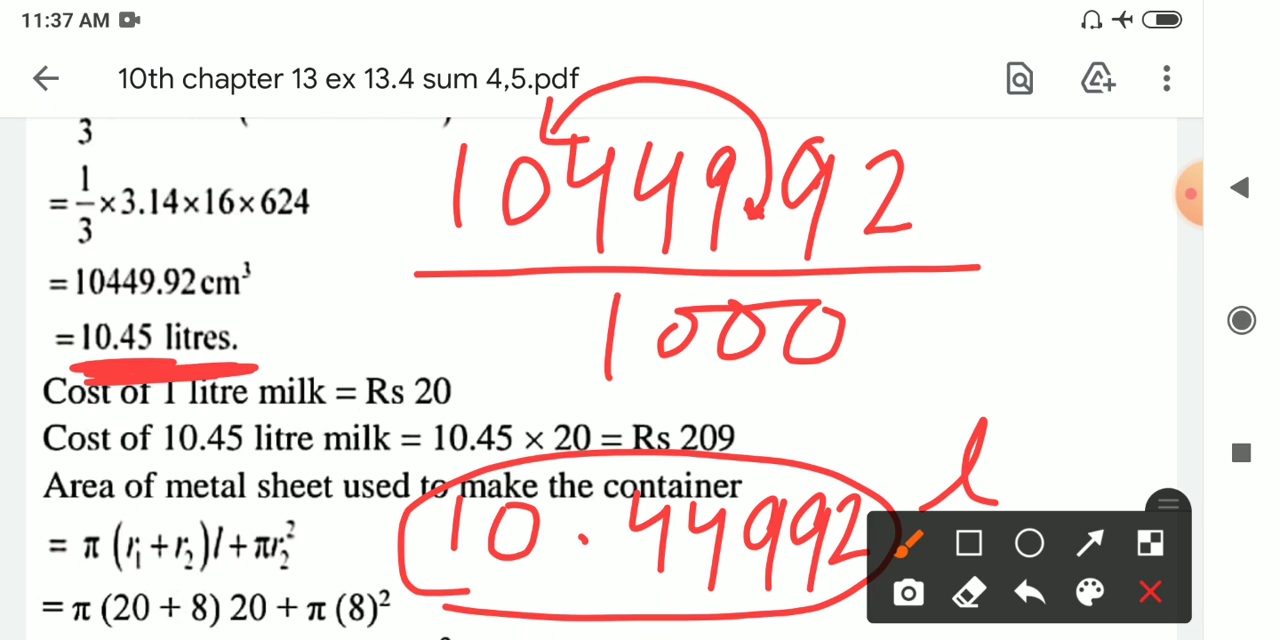 11:37 AM
10th chapter 13 ex 13.4 sum 4,5.pdf
3
= 1/3 × 3.14 × 16 × 624
= 10449.92 cm³
= 10.45 litres.
10449.92
1000
Cost of 1 litre milk = Rs 20
Cost of 10.45 litre milk = 10.45 × 20 = Rs 209
Area of metal sheet used to make the container
= π (r₁ + r₂) l + πr₂²
10.44992 l
= π (20 + 8) 20 + π (8)²